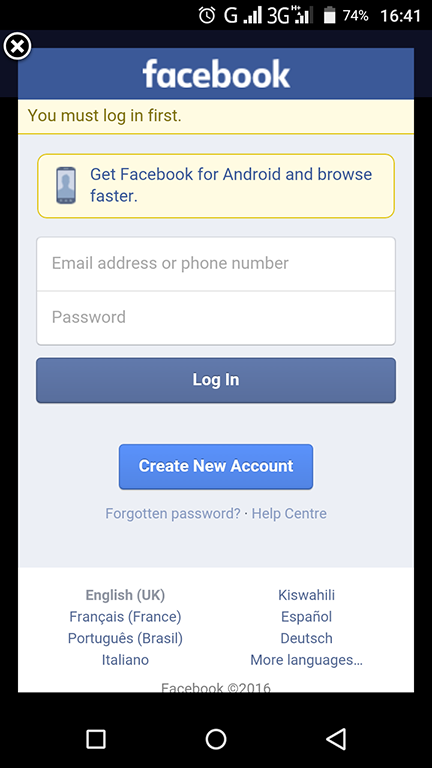 G 3G H+ 74% 16:41
facebook
You must log in first.
Get Facebook for Android and browse
faster.
Email address or phone number
Password
Log In
Create New Account
Forgotten password? · Help Centre
English (UK) Kiswahili
Français (France) Español
Português (Brasil) Deutsch
Italiano More languages…
Facebook ©2016